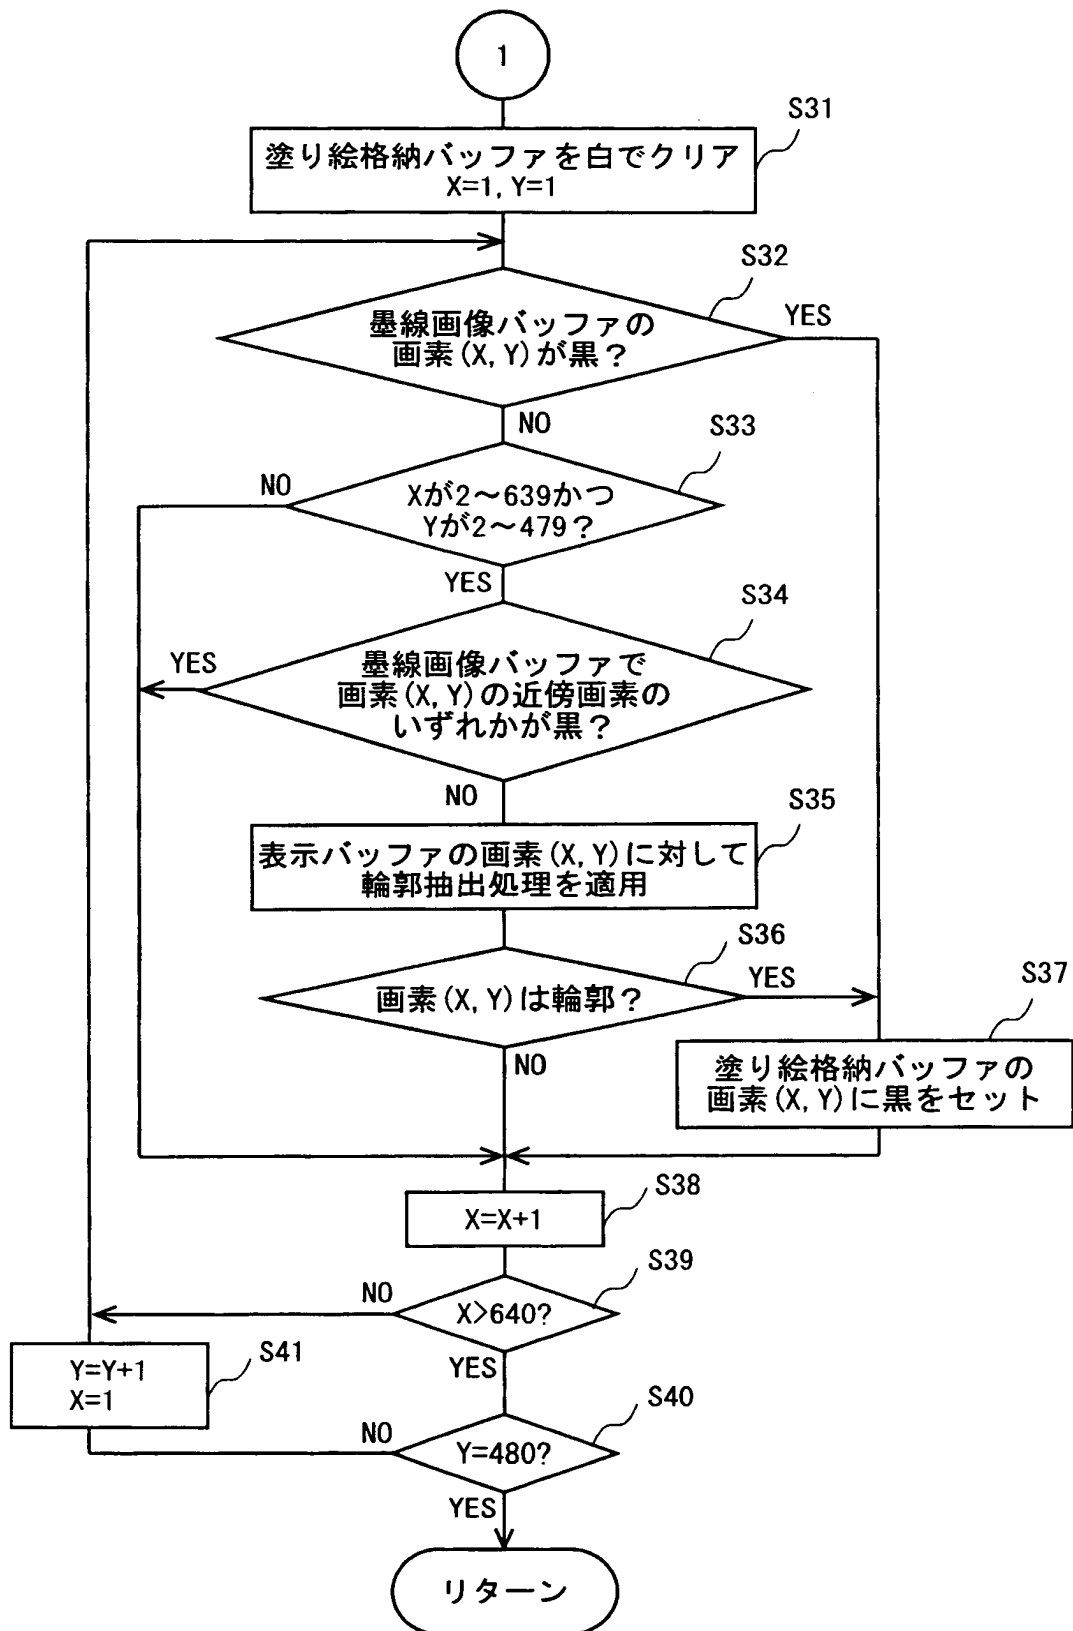 1
S31
塗り絵格納バッファを白でクリア
X=1, Y=1
S32
墨線画像バッファの
画素(X, Y)が黒?
YES
NO
S33
Xが2～639かつ
Yが2～479?
NO
YES
S34
墨線画像バッファで
画素(X, Y)の近傍画素の
いずれかが黒?
YES
NO
S35
表示バッファの画素(X, Y)に対して
輪郭抽出処理を適用
S36
画素(X, Y)は輪郭?
YES
NO
S37
塗り絵格納バッファの
画素(X, Y)に黒をセット
S38
X=X+1
S39
X>640?
NO
YES
S41
Y=Y+1
X=1
S40
Y=480?
NO
YES
リターン